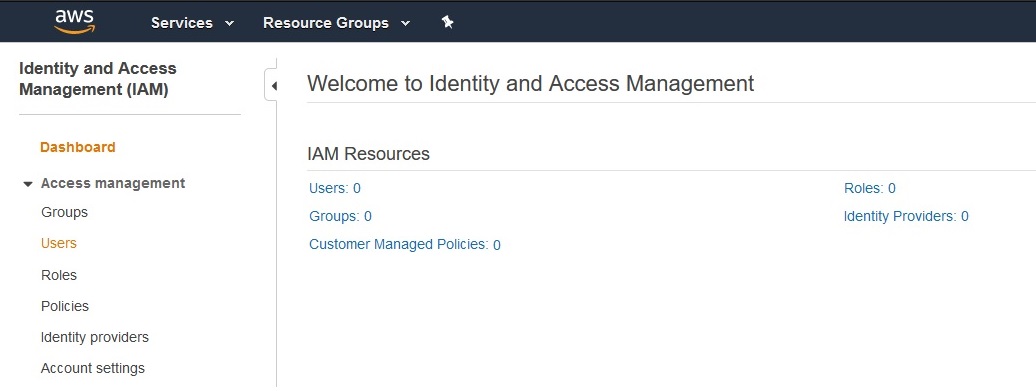 aws Services Resource Groups
Identity and Access
Management (IAM)
Dashboard
Access management
Groups
Users
Roles
Policies
Identity providers
Account settings
Welcome to Identity and Access Management
IAM Resources
Users: 0 Roles: 0
Groups: 0 Identity Providers: 0
Customer Managed Policies: 0